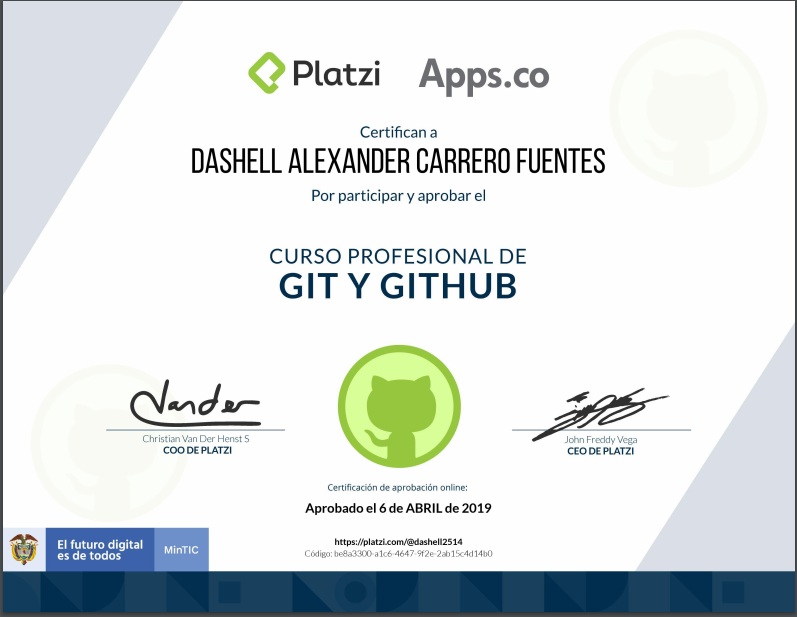 Platzi Apps.co
Certifican a
DASHELL ALEXANDER CARRERO FUENTES
Por participar y aprobar el
CURSO PROFESIONAL DE
GIT Y GITHUB
Vander
Christian Van Der Henst S
COO DE PLATZI
John Freddy Vega
CEO DE PLATZI
Certificación de aprobación online:
Aprobado el 6 de ABRIL de 2019
https://platzi.com/@dashell2514
Código: be8a3300-a1c6-4647-9f2e-2ab15c4d14b0
El futuro digital
es de todos
MinTIC